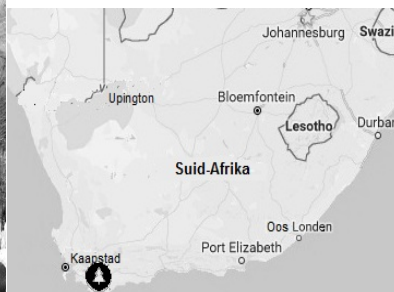 Johannesburg Swazi
Upington
Bloemfontein
Lesotho
Durban
Suid-Afrika
Oos Londen
Port Elizabeth
Kaapstad